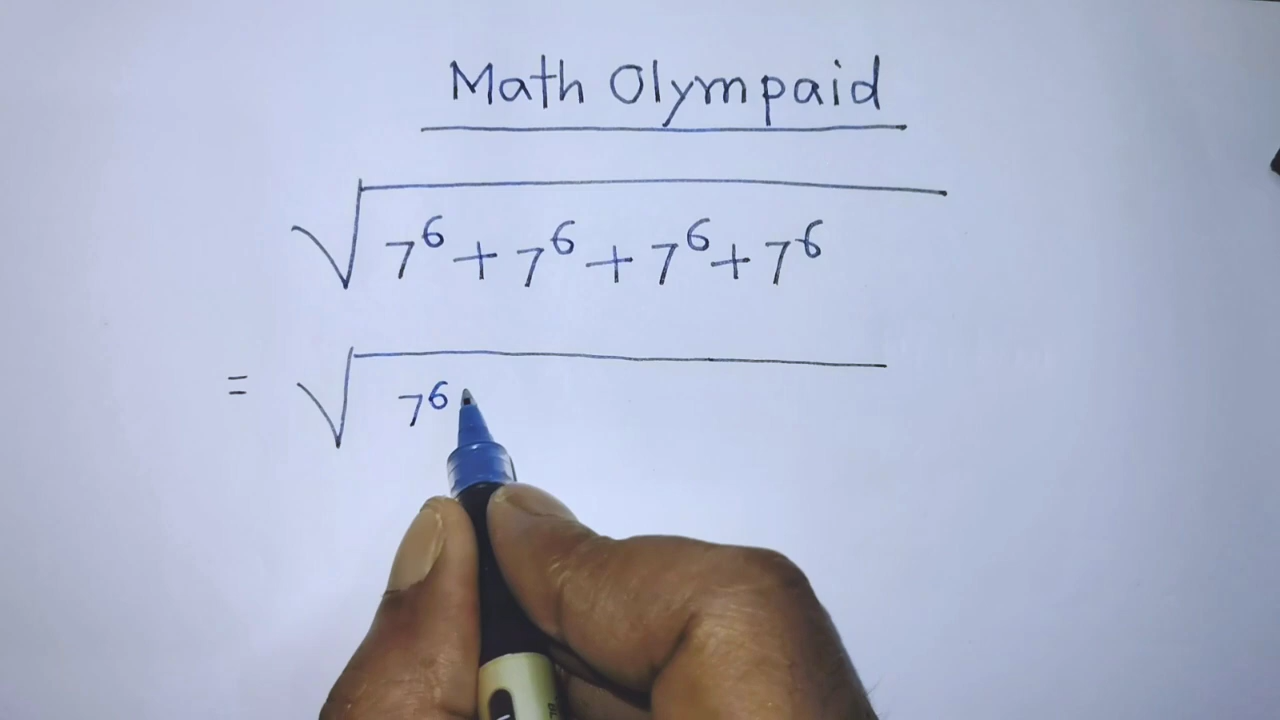 Math Olympaid
√7⁶ + 7⁶ + 7⁶ + 7⁶
= √7⁶